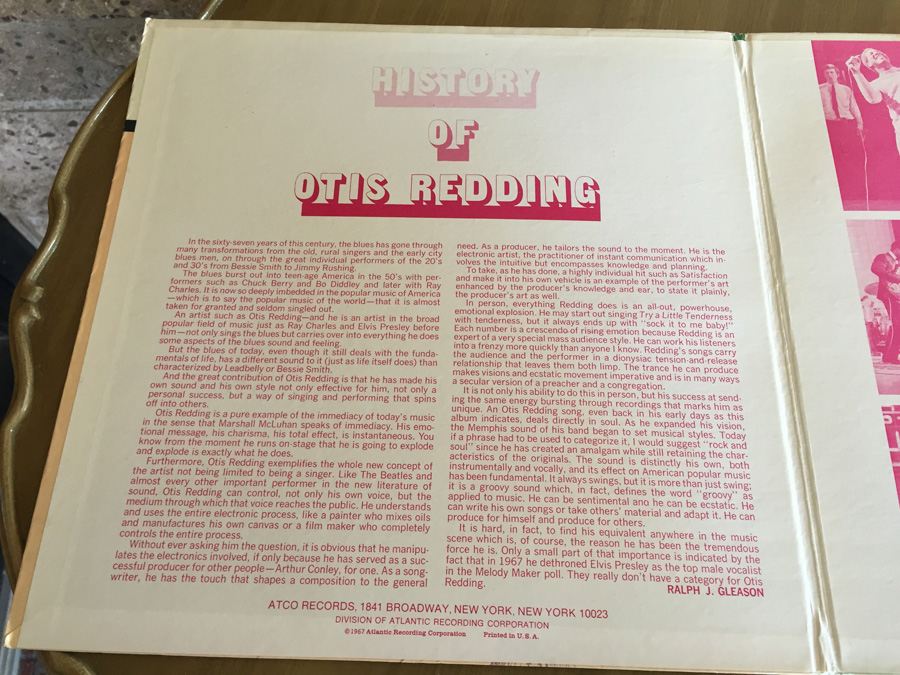 HISTORY
OF
OTIS REDDING
In the sixty-seven years of this century, the blues has gone through
many transformations from the old, rural singers and the early city
blues men, on through the great individual performers of the 20's
and 30's from Bessie Smith to Jimmy Rushing.
The blues burst out into teen-age America in the 50's with per-
formers such as Chuck Berry and Bo Diddley and later with Ray
Charles. It is now so deeply imbedded in the popular music of America
—which is to say the popular music of the world—that it is almost
taken for granted and seldom singled out.
An artist such as Otis Redding—and he is an artist in the broad
popular field of music just as Ray Charles and Elvis Presley before
him—not only sings the blues but carries over into everything he does
some aspects of the blues sound and feeling.
But the blues of today, even though it still deals with the funda-
mentals of life, has a different sound to it (just as life itself does) than
characterized by Leadbelly or Bessie Smith.
And the great contribution of Otis Redding is that he has made his
own sound and his own style not only effective for him, not only a
personal success, but a way of singing and performing that spins
off into others.
Otis Redding is a pure example of the immediacy of today's music
in the sense that Marshall McLuhan speaks of immediacy. His emo-
tional message, his charisma, his total effect, is instantaneous. You
know from the moment he runs on-stage that he is going to explode
and explode is exactly what he does.
Furthermore, Otis Redding exemplifies the whole new concept of
the artist not being limited to being a singer. Like The Beatles and
almost every other important performer in the new literature of
sound, Otis Redding can control, not only his own voice, but the
medium through which that voice reaches the public. He understands
and uses the entire electronic process, like a painter who mixes oils
and manufactures his own canvas or a film maker who completely
controls the entire process.
Without ever asking him the question, it is obvious that he manipu-
lates the electronics involved, if only because he has served as a suc-
cessful producer for other people—Arthur Conley, for one. As a song-
writer, he has the touch that shapes a composition to the general
need. As a producer, he tailors the sound to the moment. He is the
electronic artist, the practitioner of instant communication which in-
volves the intuitive but encompasses knowledge and planning.
To take, as he has done, a highly individual hit such as Satisfaction
and make it into his own vehicle is an example of the performer's art
enhanced by the producer's knowledge and ear, to state it plainly,
the producer's art as well.
In person, everything Redding does is an all-out, powerhouse,
emotional explosion. He may start out singing Try a Little Tenderness
with tenderness, but it always ends up with "sock it to me baby!"
Each number is a crescendo of rising emotion because Redding is an
expert of a very special mass audience style. He can work his listeners
into a frenzy more quickly than anyone I know. Redding's songs carry
the audience and the performer in a dionysiac tension-and-release
relationship that leaves them both limp. The trance he can produce
makes visions and ecstatic movement imperative and is in many ways
a secular version of a preacher and a congregation.
It is not only his ability to do this in person, but his success at send-
ing the same energy bursting through recordings that marks him as
unique. An Otis Redding song, even back in his early days as this
album indicates, deals directly in soul. As he expanded his vision,
the Memphis sound of his band began to set musical styles. Today
if a phrase had to be used to categorize it, I would suggest "rock and
soul" since he has created an amalgam while still retaining the char-
acteristics of the originals. The sound is distinctly his own, both
instrumentally and vocally, and its effect on American popular music
has been fundamental. It always swings, but it is more than just swing;
it is a groovy sound which, in fact, defines the word "groovy" as
applied to music. He can be sentimental ano he can be ecstatic. He
can write his own songs or take others' material and adapt it. He can
produce for himself and produce for others.
It is hard, in fact, to find his equivalent anywhere in the music
scene which is, of course, the reason he has been the tremendous
force he is. Only a small part of that importance is indicated by the
fact that in 1967 he dethroned Elvis Presley as the top male vocalist
in the Melody Maker poll. They really don't have a category for Otis
Redding.
RALPH J. GLEASON
ATCO RECORDS, 1841 BROADWAY, NEW YORK, NEW YORK 10023
DIVISION OF ATLANTIC RECORDING CORPORATION
©1967 Atlantic Recording Corporation Printed in U. S. A.